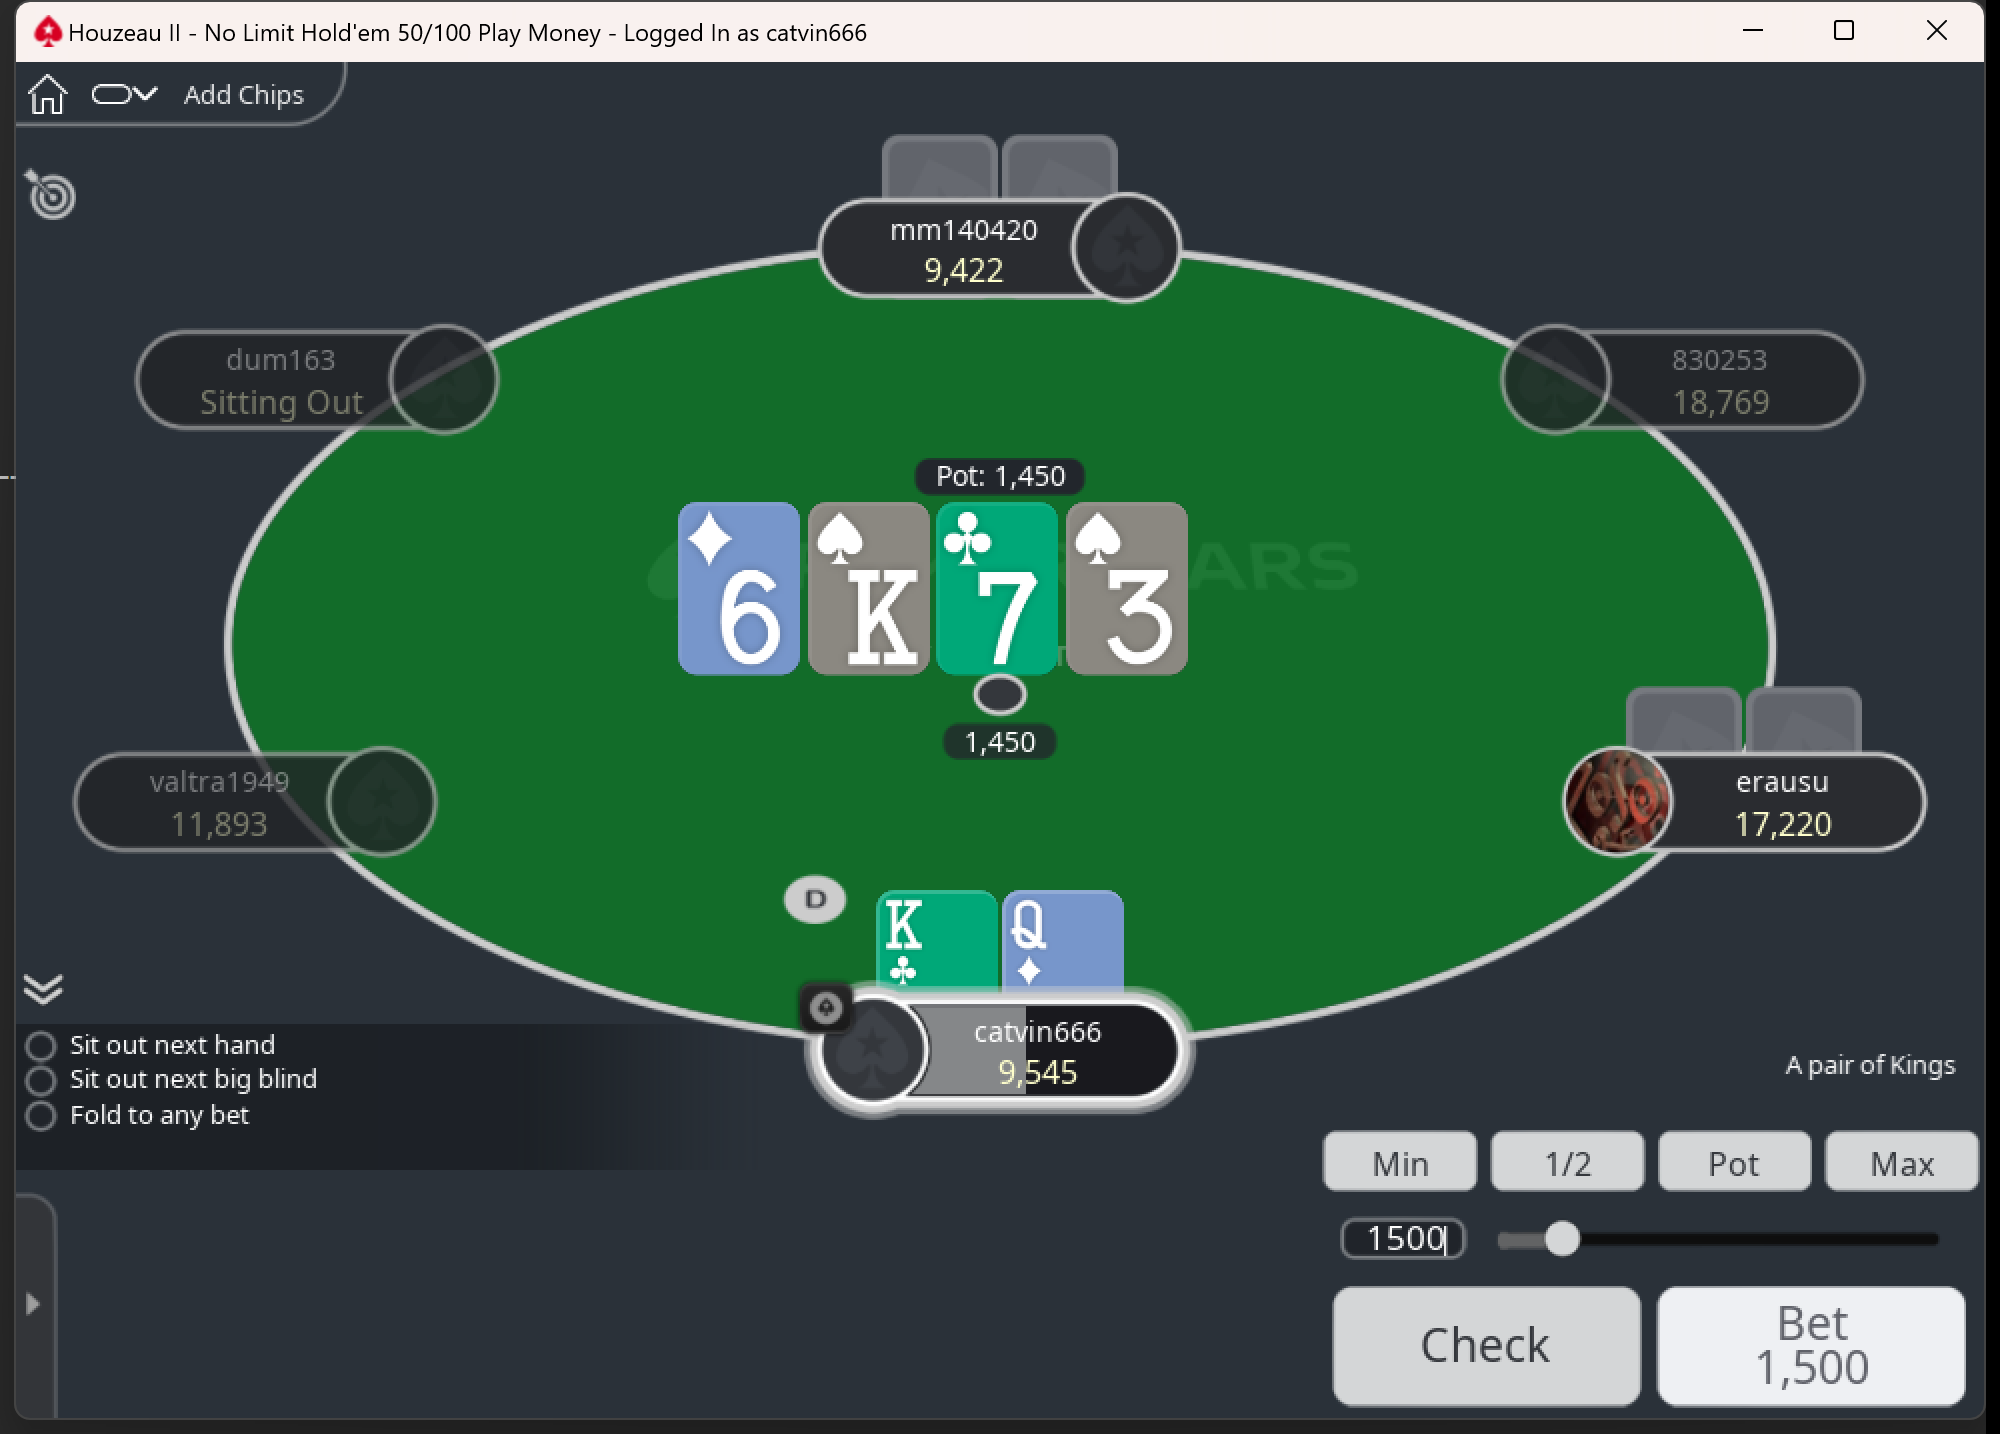 Houzeau II - No Limit Hold'em 50/100 Play Money - Logged In as catvin666
Add Chips
mm140420
9,422
dum163
Sitting Out
830253
18,769
Pot: 1,450
6
K
7
3
ARS
1,450
valtra1949
11,893
erausu
17,220
D
K
Q
catvin666
9,545
Sit out next hand
Sit out next big blind
Fold to any bet
A pair of Kings
Min
1/2
Pot
Max
1500
Check
Bet
1,500